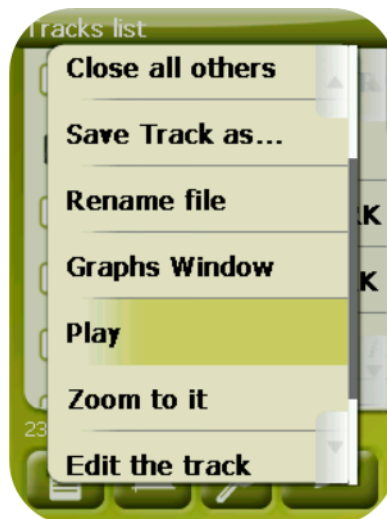 Tracks list
Close all others
Save Track as...
Rename file
Graphs Window
Play
Zoom to it
Edit the track
23